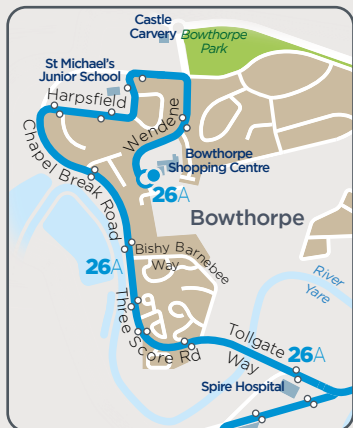 Castle
Carvery
Bowthorpe
Park
St Michael's
Junior School
Harpsfield
Wendene
Chapel Break Road
Bowthorpe
Shopping Centre
26A
Bowthorpe
26A
Bishy Barnebee
Way
River
Yare
Three Score Rd
Tollgate
Way
26A
Spire Hospital